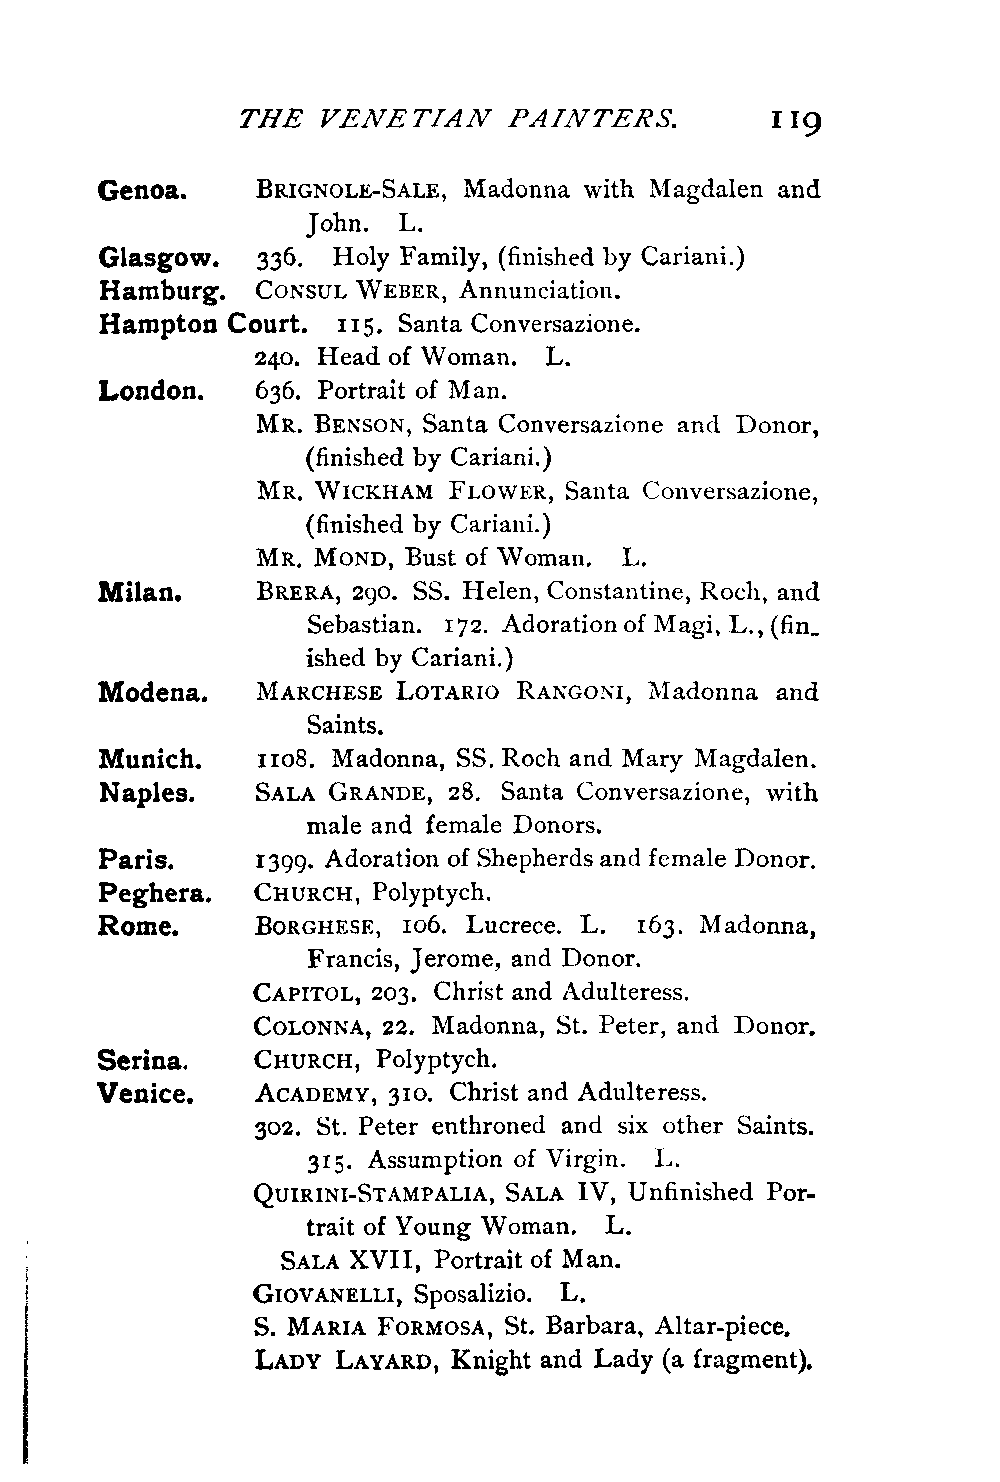 THE VENETIAN PAINTERS. 119
Genoa. BRIGNOLE-SALE, Madonna with Magdalen and
John. L.
Glasgow. 336. Holy Family, (finished by Cariani.)
Hamburg. CONSUL WEBER, Annunciation.
Hampton Court. 115. Santa Conversazione.
240. Head of Woman. L.
London. 636. Portrait of Man.
MR. BENSON, Santa Conversazione and Donor,
(finished by Cariani.)
MR. WICKHAM FLOWER, Santa Conversazione,
(finished by Cariani.)
MR. MOND, Bust of Woman. L.
Milan. BRERA, 290. SS. Helen, Constantine, Roch, and
Sebastian. 172. Adoration of Magi, L., (fin-
ished by Cariani.)
Modena. MARCHESE LOTARIO RANGONI, Madonna and
Saints.
Munich. 1108. Madonna, SS. Roch and Mary Magdalen.
Naples. SALA GRANDE, 28. Santa Conversazione, with
male and female Donors.
Paris. 1399. Adoration of Shepherds and female Donor.
Peghera. CHURCH, Polyptych.
Rome. BORGHESE, 106. Lucrece. L. 163. Madonna,
Francis, Jerome, and Donor.
CAPITOL, 203. Christ and Adulteress.
COLONNA, 22. Madonna, St. Peter, and Donor.
Serina. CHURCH, Polyptych.
Venice. ACADEMY, 310. Christ and Adulteress.
302. St. Peter enthroned and six other Saints.
315. Assumption of Virgin. L.
QUIRINI-STAMPALIA, SALA IV, Unfinished Por-
trait of Young Woman. L.
SALA XVII, Portrait of Man.
GIOVANELLI, Sposalizio. L.
S. MARIA FORMOSA, St. Barbara, Altar-piece.
LADY LAYARD, Knight and Lady (a fragment).